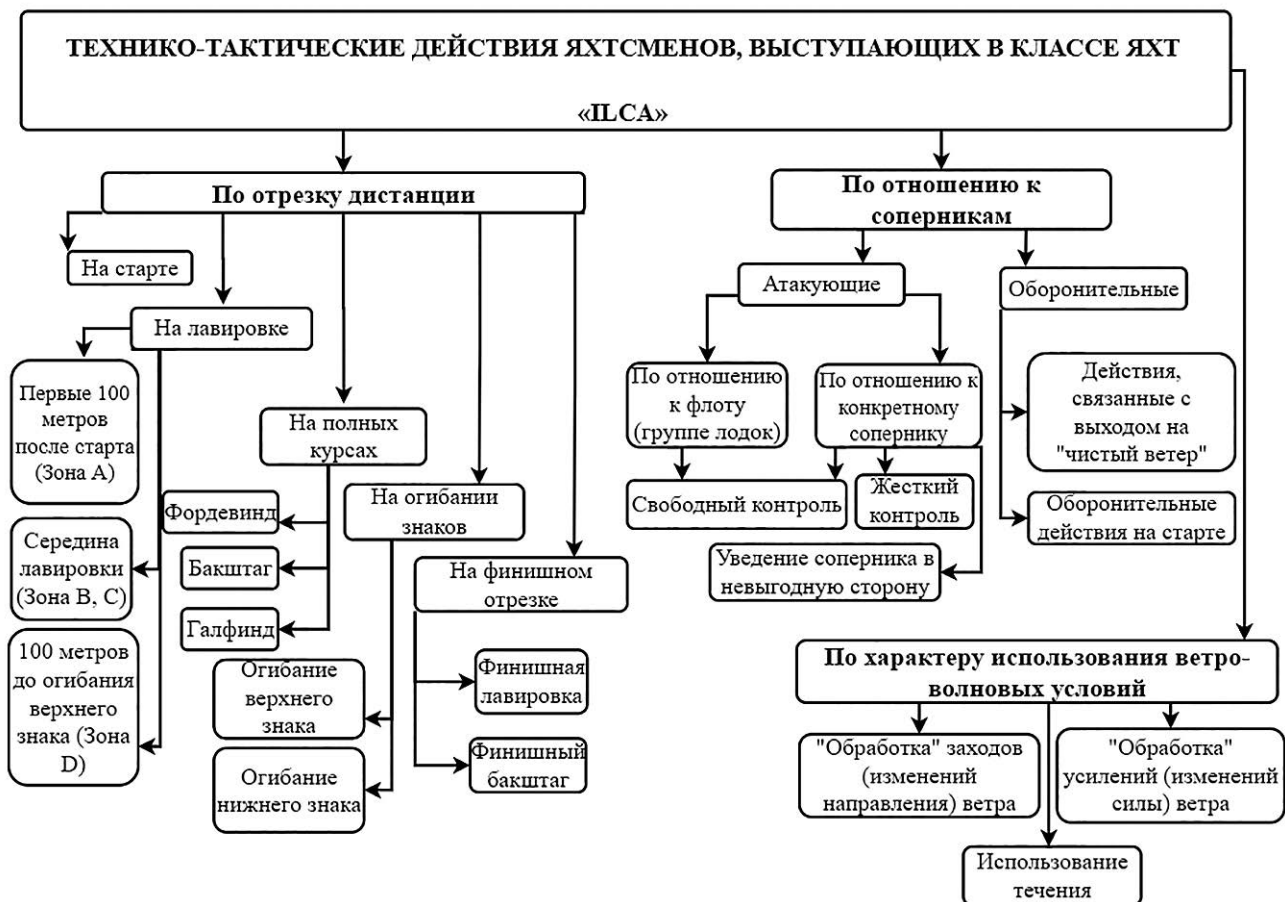 ТЕХНИКО-ТАКТИЧЕСКИЕ ДЕЙСТВИЯ ЯХТСМЕНОВ, ВЫСТУПАЮЩИХ В КЛАССЕ ЯХТ
«ILCA»
По отрезку дистанции
На старте
На лавировке
Первые 100
метров
после старта
(Зона А)
Середина
лавировки
(Зона В, С)
100 метров
до огибания
верхнего
знака (Зона
D)
На полных
курсах
Фордевинд
Бакштаг
Галфинд
На огибании
знаков
Огибание
верхнего
знака
Огибание
нижнего знака
На финишном
отрезке
Финишная
лавировка
Финишный
бакштаг
По отношению к
соперникам
Атакующие
По отношению
к флоту
(группе лодок)
По отношению к
конкретному
сопернику
Свободный контроль
Жесткий
контроль
Уведение соперника в
невыгодную сторону
Оборонительные
Действия,
связанные с
выходом на
"чистый ветер"
Оборонительные
действия на старте
По характеру использования ветро-
волновых условий
"Обработка" заходов
(изменений
направления) ветра
"Обработка"
усилений (изменений
силы) ветра
Использование
течения